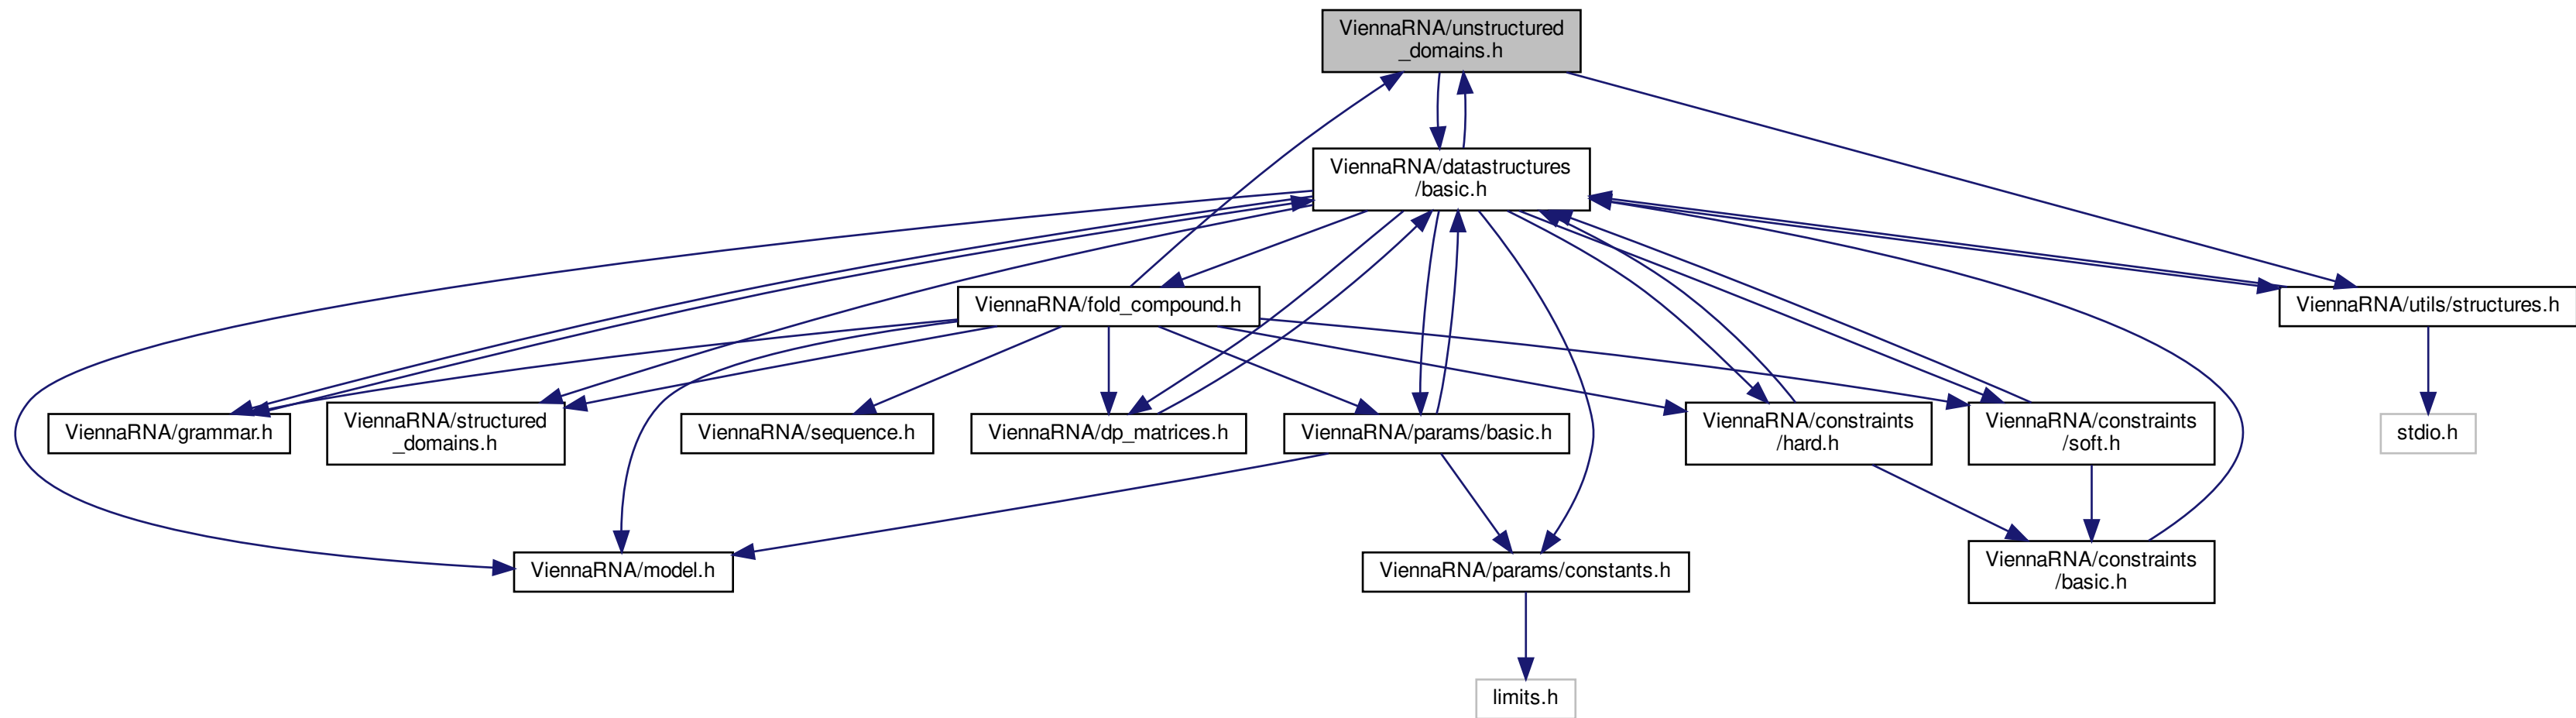 ViennaRNA/unstructured
_domains.h
ViennaRNA/datastructures
/basic.h
ViennaRNA/fold_compound.h
ViennaRNA/utils/structures.h
ViennaRNA/grammar.h
ViennaRNA/structured
_domains.h
ViennaRNA/sequence.h
ViennaRNA/dp_matrices.h
ViennaRNA/params/basic.h
ViennaRNA/constraints
/hard.h
ViennaRNA/constraints
/soft.h
stdio.h
ViennaRNA/model.h
ViennaRNA/params/constants.h
ViennaRNA/constraints
/basic.h
limits.h